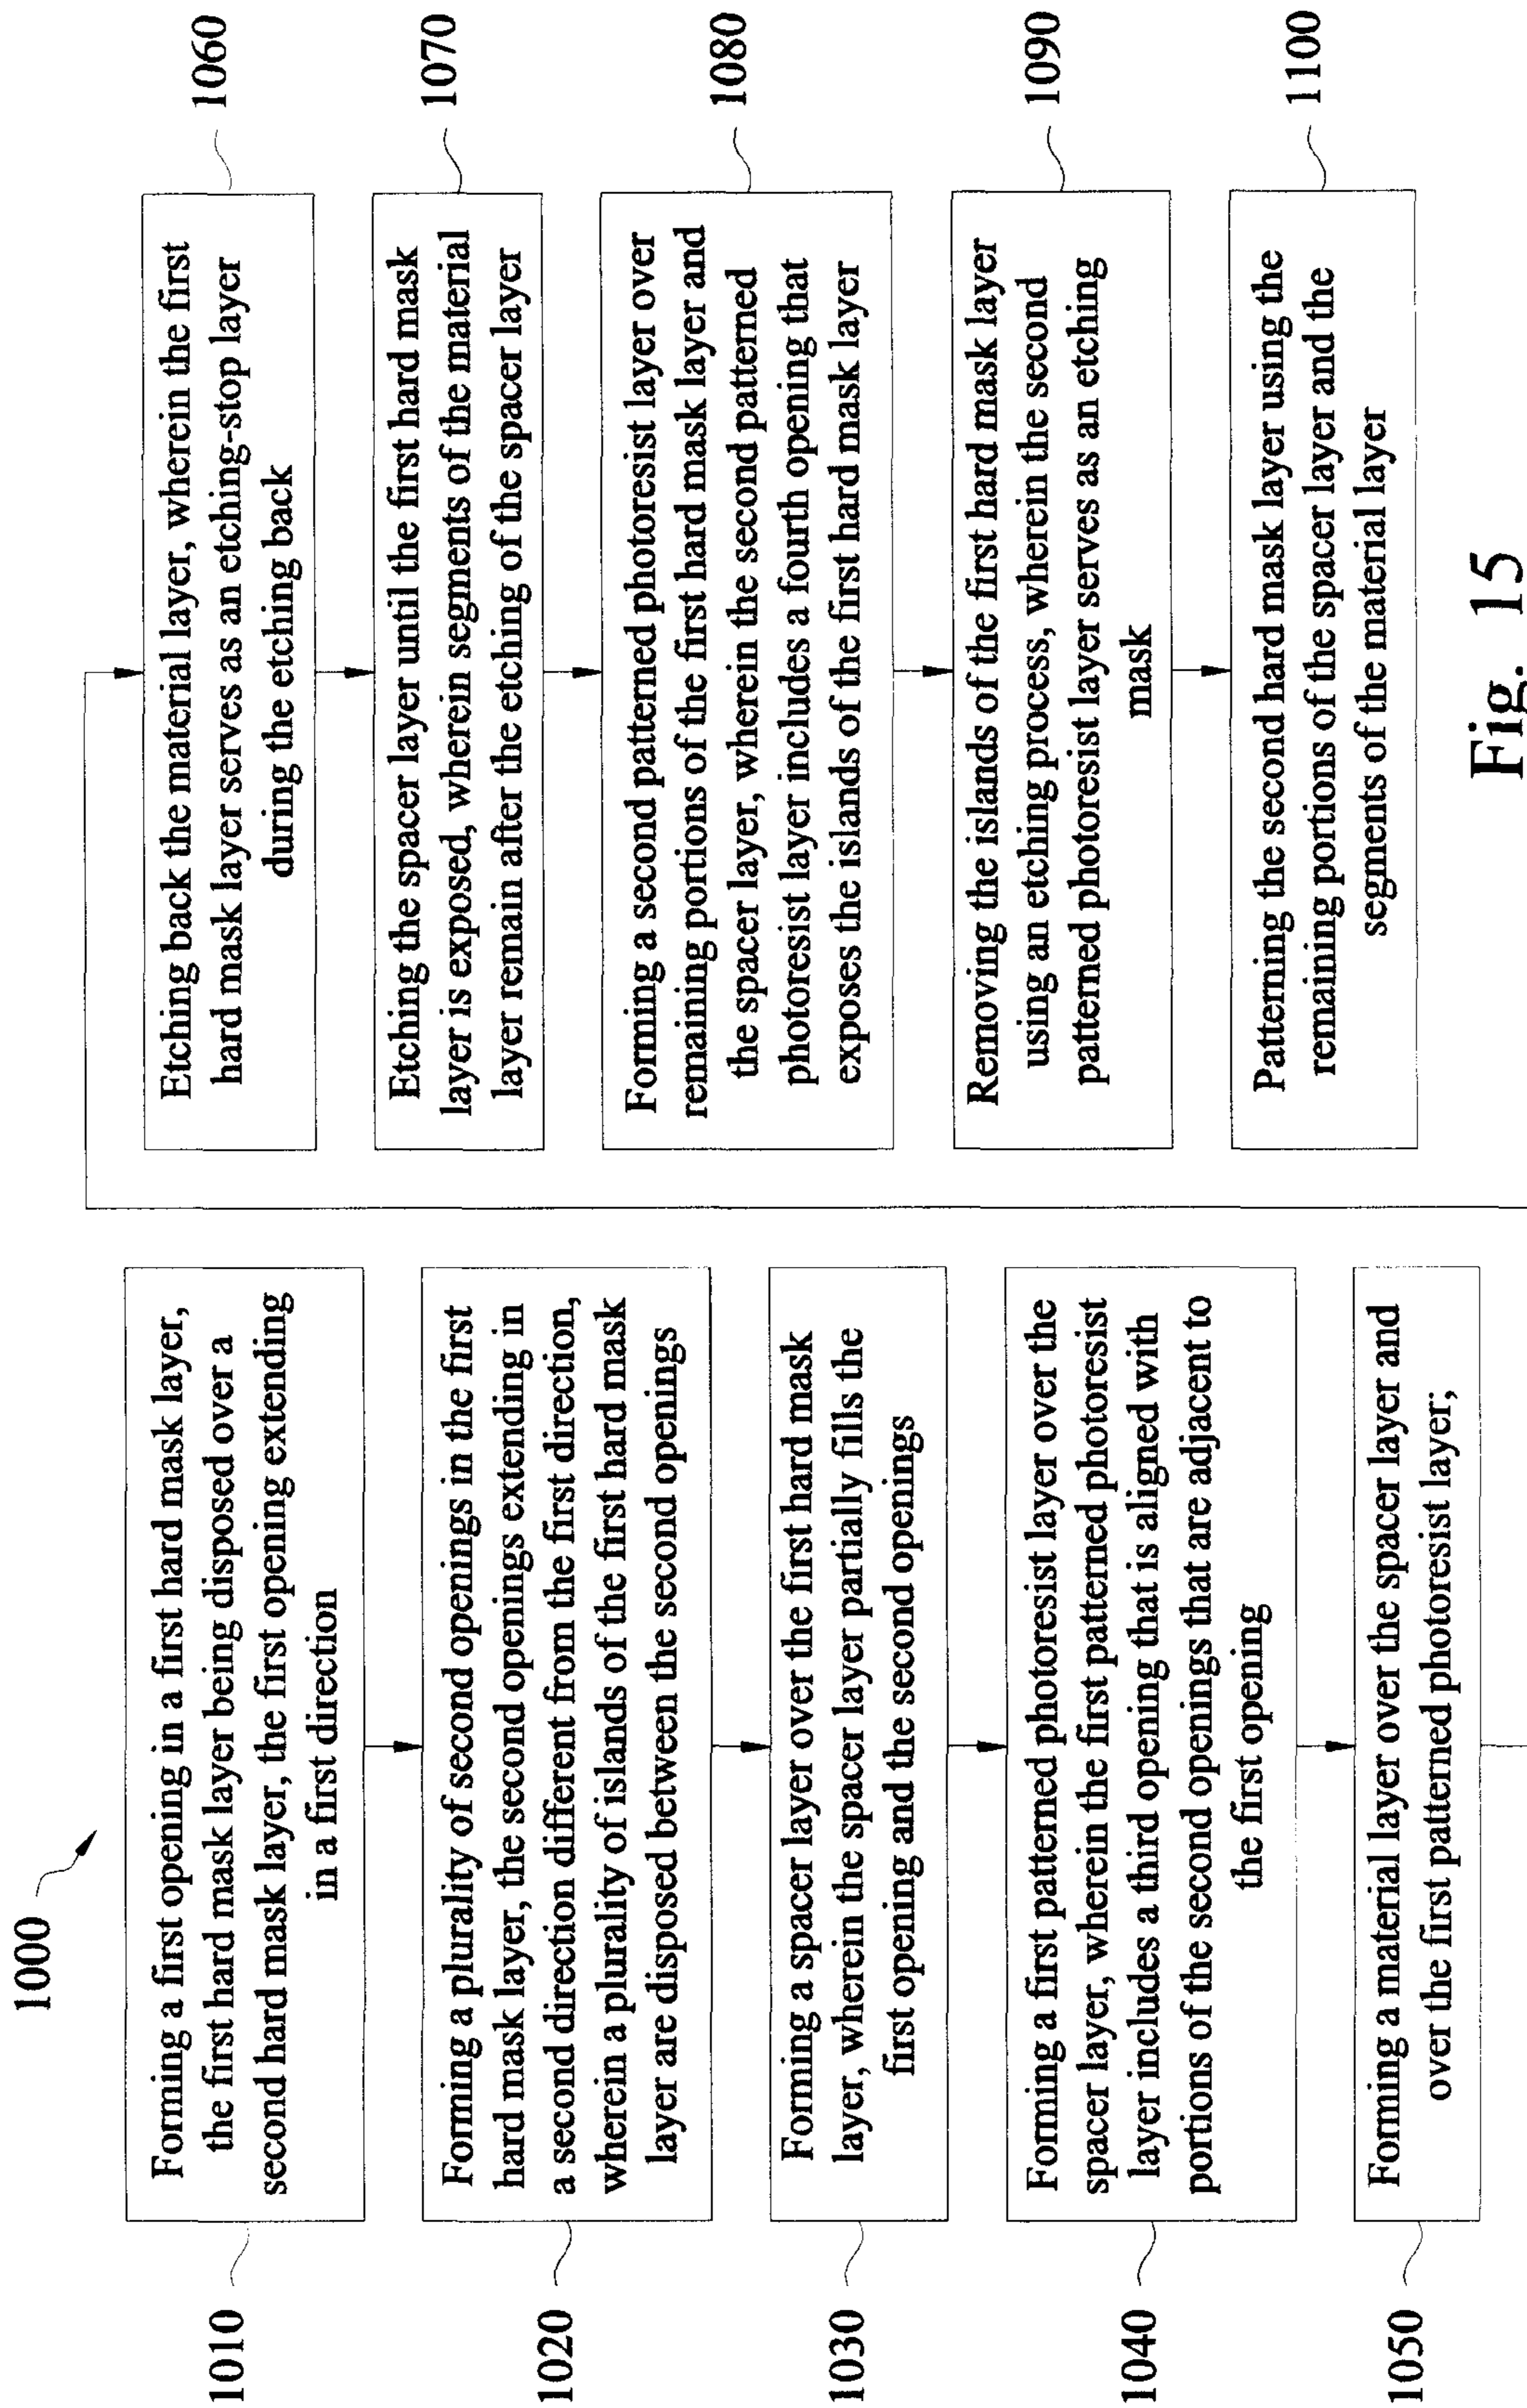 1000
1010
Forming a first opening in a first hard mask layer,
the first hard mask layer being disposed over a
second hard mask layer, the first opening extending
in a first direction
1020
Forming a plurality of second openings in the first
hard mask layer, the second openings extending in
a second direction different from the first direction,
wherein a plurality of islands of the first hard mask
layer are disposed between the second openings
1030
Forming a spacer layer over the first hard mask
layer, wherein the spacer layer partially fills the
first opening and the second openings
1040
Forming a first patterned photoresist layer over the
spacer layer, wherein the first patterned photoresist
layer includes a third opening that is aligned with
portions of the second openings that are adjacent to
the first opening
1050
Forming a material layer over the spacer layer and
over the first patterned photoresist layer;
Etching back the material layer, wherein the first
hard mask layer serves as an etching-stop layer
during the etching back
1060
Etching the spacer layer until the first hard mask
layer is exposed, wherein segments of the material
layer remain after the etching of the spacer layer
1070
Forming a second patterned photoresist layer over
remaining portions of the first hard mask layer and
the spacer layer, wherein the second patterned
photoresist layer includes a fourth opening that
exposes the islands of the first hard mask layer
1080
Removing the islands of the first hard mask layer
using an etching process, wherein the second
patterned photoresist layer serves as an etching
mask
1090
Patterning the second hard mask layer using the
remaining portions of the spacer layer and the
segments of the material layer
1100
Fig. 15